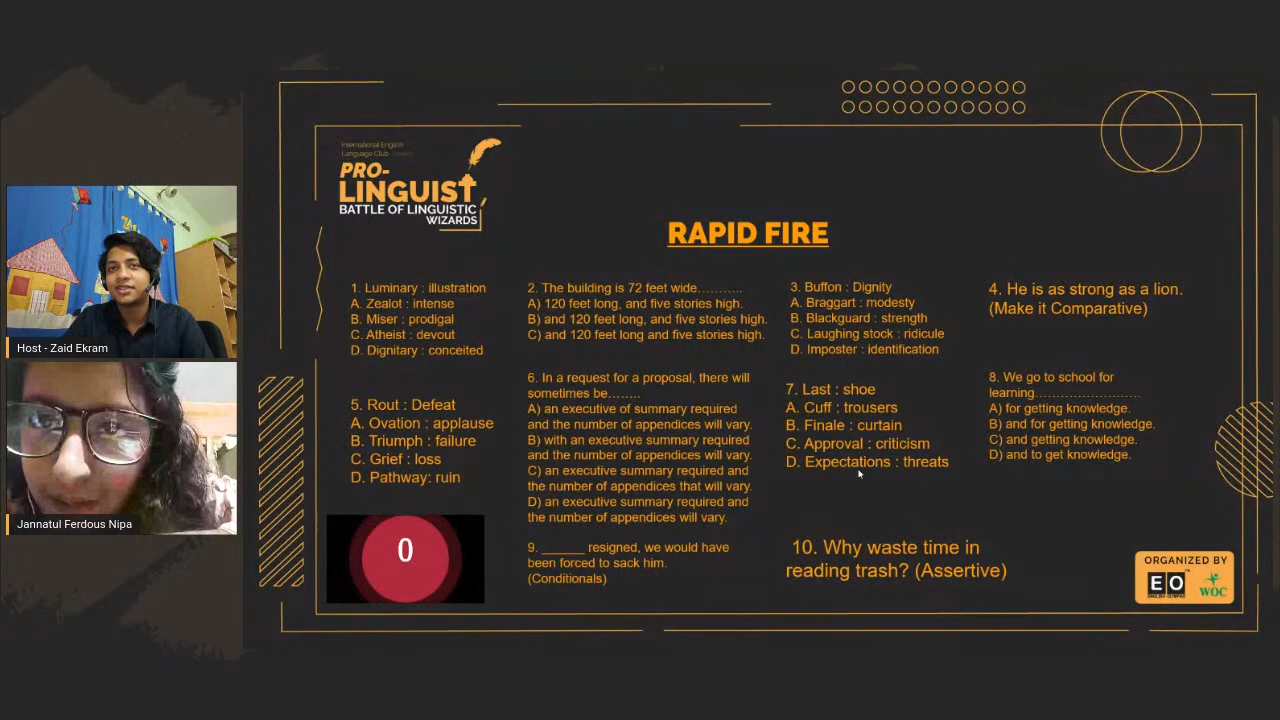 International English
Language Club
PRO-
LINGUIST
BATTLE OF LINGUISTIC
WIZARDS
RAPID FIRE
1. Luminary : illustration
A. Zealot : intense
B. Miser : prodigal
C. Atheist : devout
D. Dignitary : conceited
2. The building is 72 feet wide...........
A) 120 feet long, and five stories high.
B) and 120 feet long, and five stories high.
C) and 120 feet long and five stories high.
3. Buffon : Dignity
A. Braggart : modesty
B. Blackguard : strength
C. Laughing stock : ridicule
D. Imposter : identification
4. He is as strong as a lion.
(Make it Comparative)
5. Rout : Defeat
A. Ovation : applause
B. Triumph : failure
C. Grief : loss
D. Pathway: ruin
6. In a request for a proposal, there will
sometimes be........
A) an executive of summary required
and the number of appendices will vary.
B) with an executive summary required
and the number of appendices will vary.
C) an executive summary required and
the number of appendices that will vary.
D) an executive summary required and
the number of appendices will vary.
7. Last : shoe
A. Cuff : trousers
B. Finale : curtain
C. Approval : criticism
D. Expectations : threats
8. We go to school for
learning..............................
A) for getting knowledge.
B) and for getting knowledge.
C) and getting knowledge.
D) and to get knowledge.
9. ______ resigned, we would have
been forced to sack him.
(Conditionals)
10. Why waste time in
reading trash? (Assertive)
0
Host - Zaid Ekram
Jannatul Ferdous Nipa
ORGANIZED BY
EO
WOC